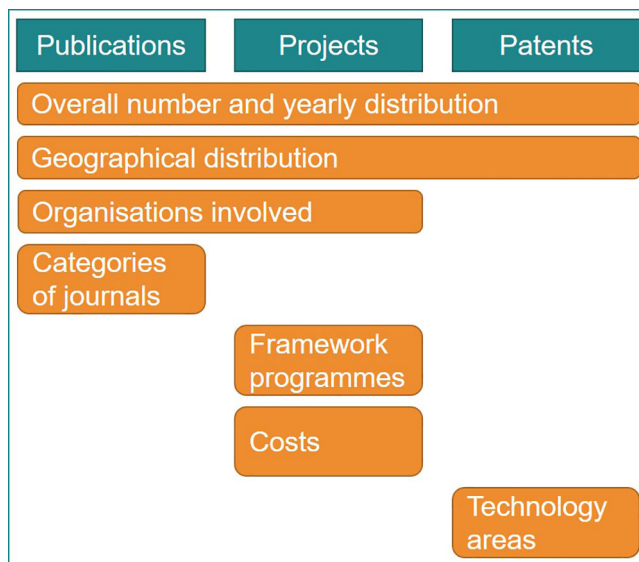 Publications Projects Patents
Overall number and yearly distribution
Geographical distribution
Organisations involved
Categories
of journals
Framework
programmes
Costs
Technology
areas